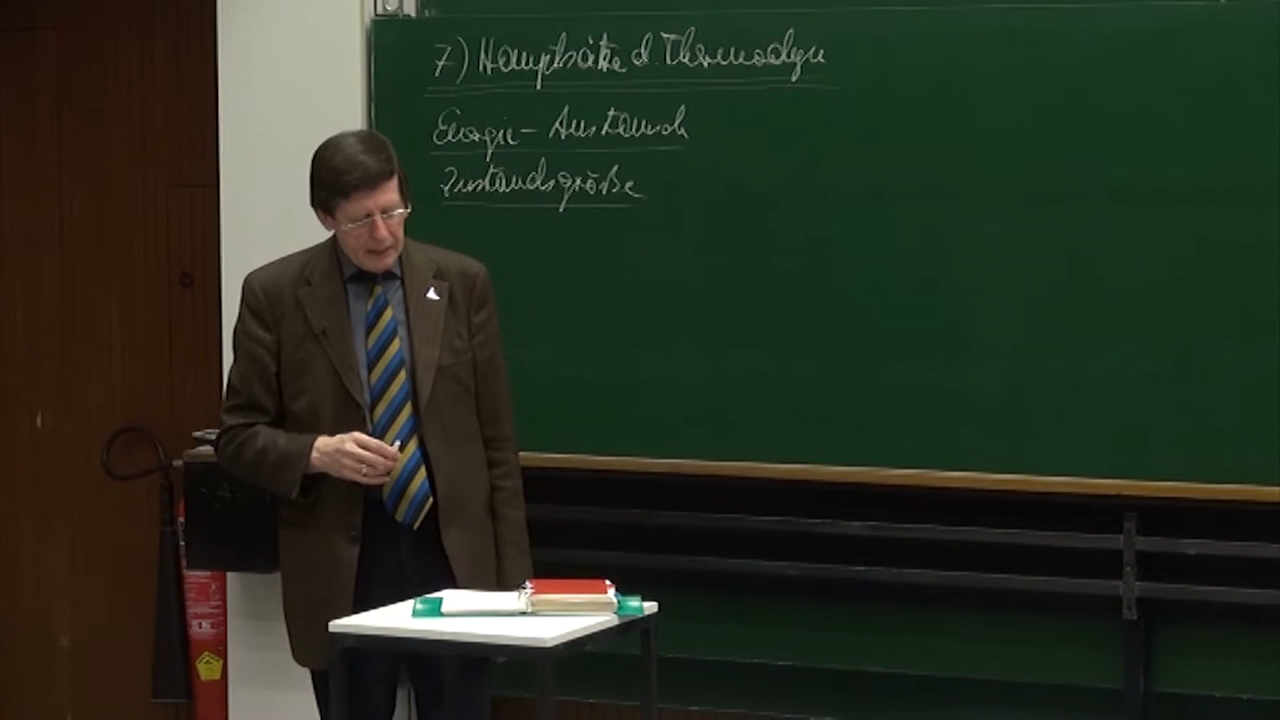 7) Hauptsätze d. Thermodyn
Energie - Austausch
Zustandsgröße